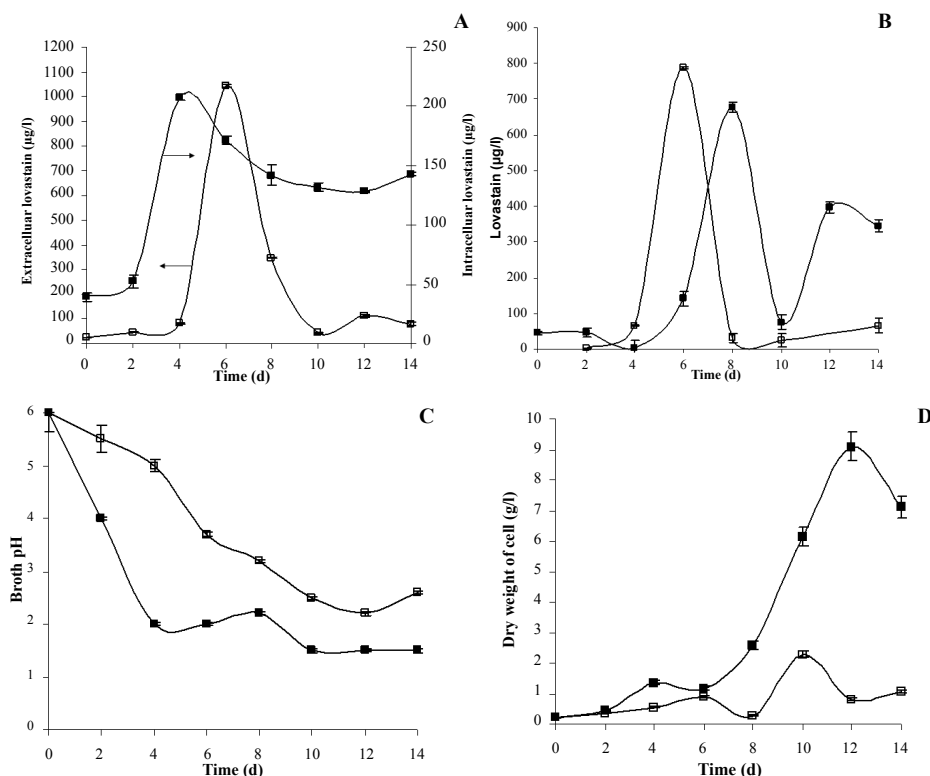 A
Extracelluar lovastain (µg/l)
1200
1100
1000
900
800
700
600
500
400
300
200
100
0
250
200
150
100
50
0
Intracelluar lovastain (µg/l)
0 2 4 6 8 10 12 14
Time (d)
B
Lovastain (µg/l)
900
800
700
600
500
400
300
200
100
0
0 2 4 6 8 10 12 14
Time (d)
C
Broth pH
6
5
4
3
2
1
0
0 2 4 6 8 10 12 14
Time (d)
D
Dry weight of cell (g/l)
10
9
8
7
6
5
4
3
2
1
0
0 2 4 6 8 10 12 14
Time (d)